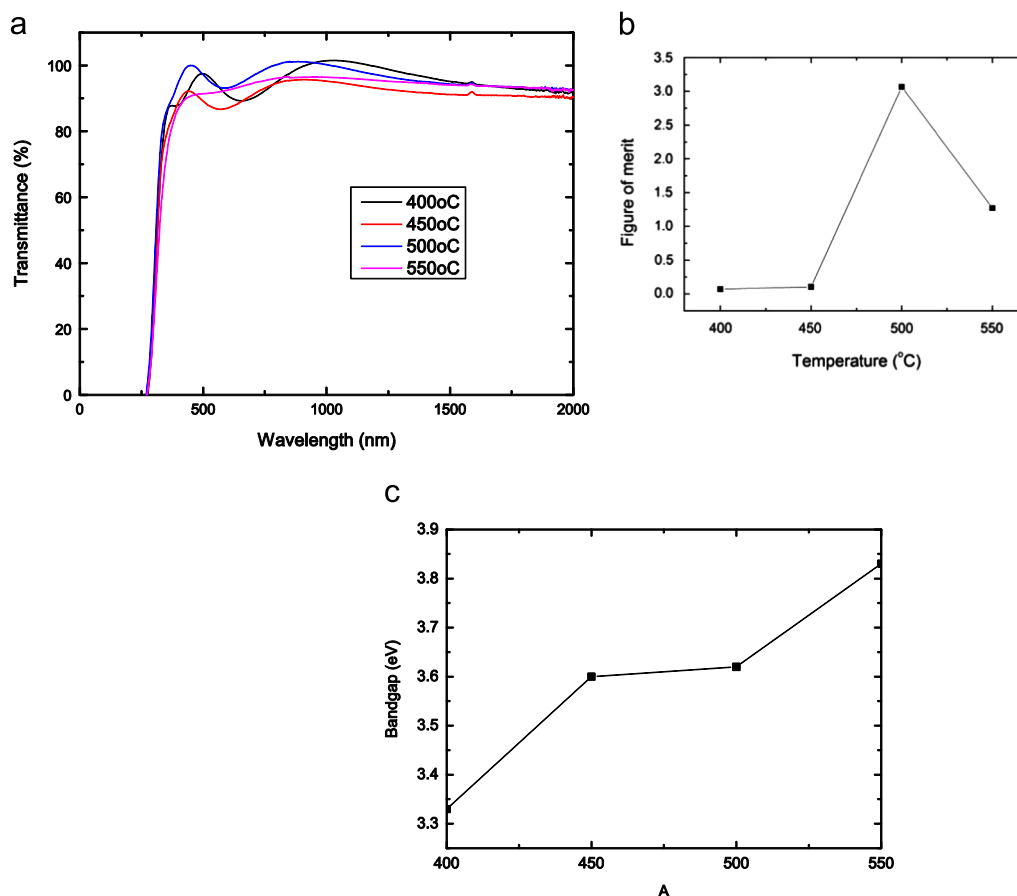 a
Transmittance (%)
100
80
60
40
20
0
0
500
1000
1500
2000
Wavelength (nm)
400oC
450oC
500oC
550oC
b
Figure of merit
3.5
3.0
2.5
2.0
1.5
1.0
0.5
0.0
400
450
500
550
Temperature (°C)
c
Bandgap (eV)
3.9
3.8
3.7
3.6
3.5
3.4
3.3
400
450
500
550
A